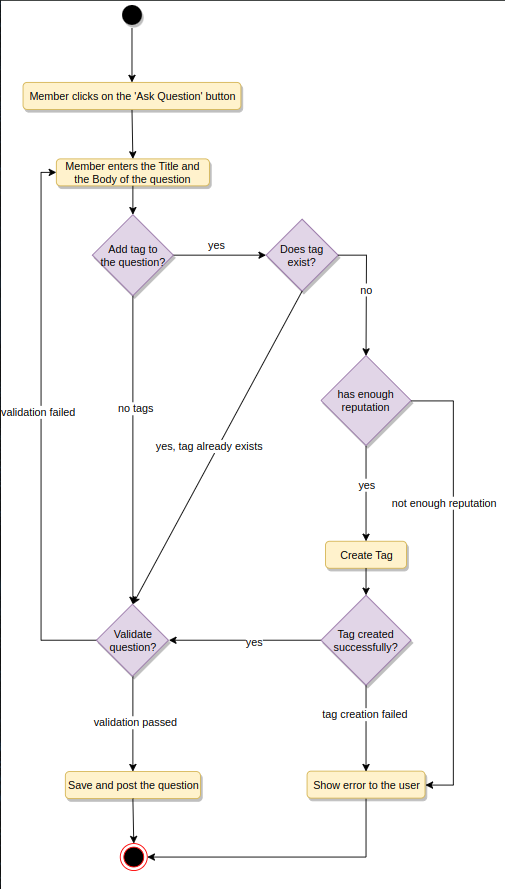 Member clicks on the 'Ask Question' button
Member enters the Title and
the Body of the question
Add tag to
the question?
yes
Does tag
exist?
no
has enough
reputation
validation failed
no tags
yes, tag already exists
yes
not enough reputation
Create Tag
Validate
question?
yes
Tag created
successfully?
validation passed
tag creation failed
Save and post the question
Show error to the user